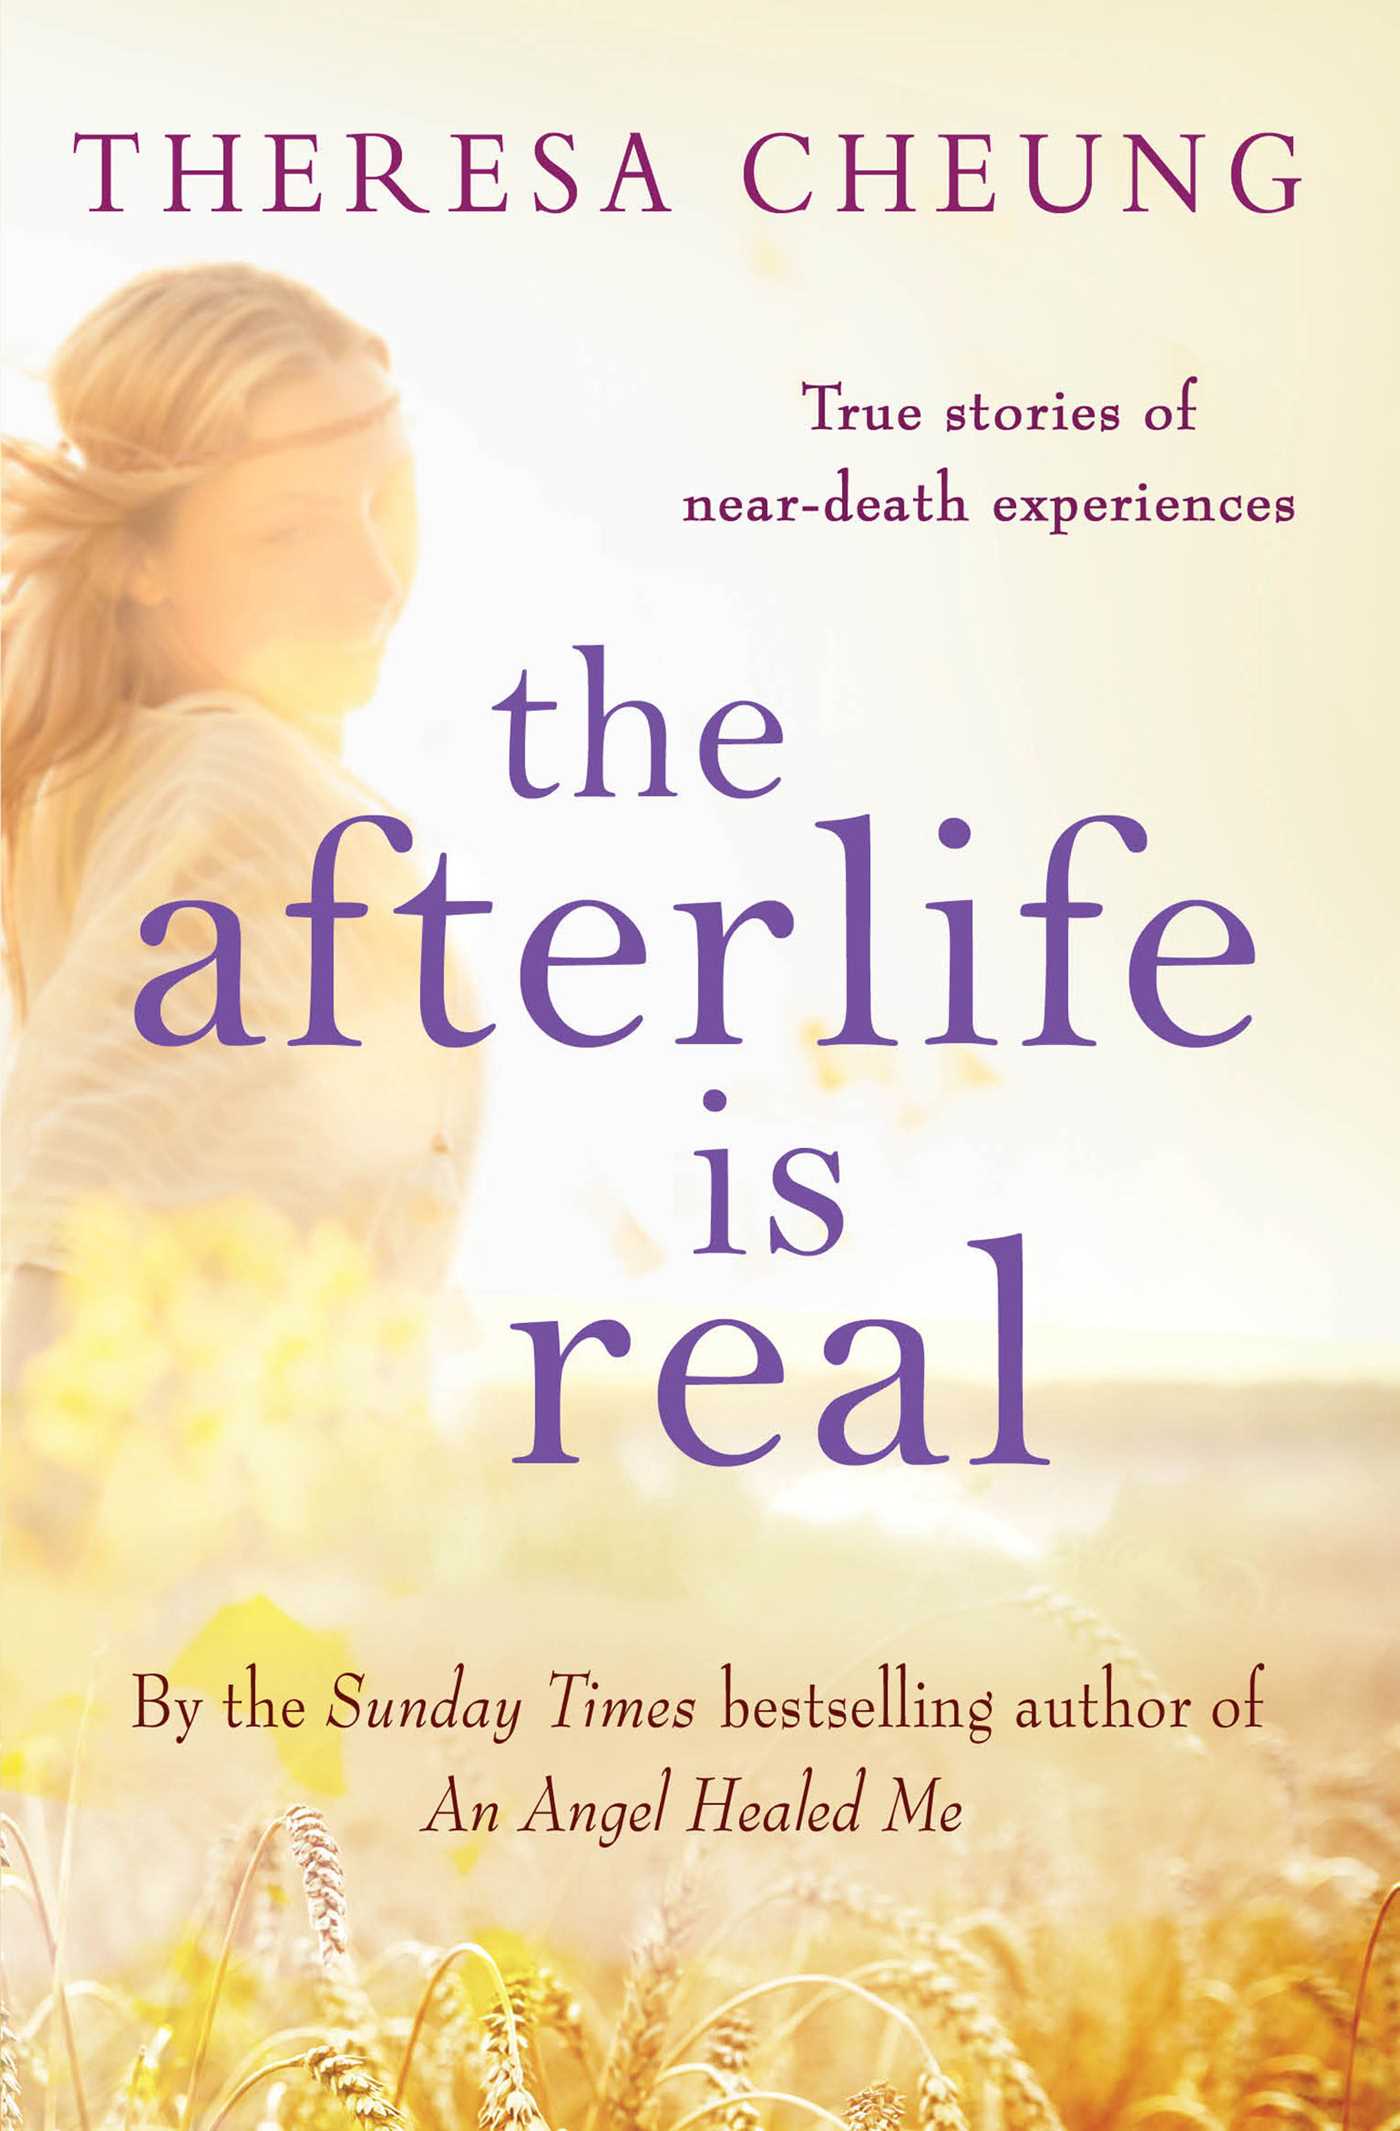 THERESA CHEUNG
True stories of
near-death experiences
the
afterlife
is
real
By the Sunday Times bestselling author of
An Angel Healed Me